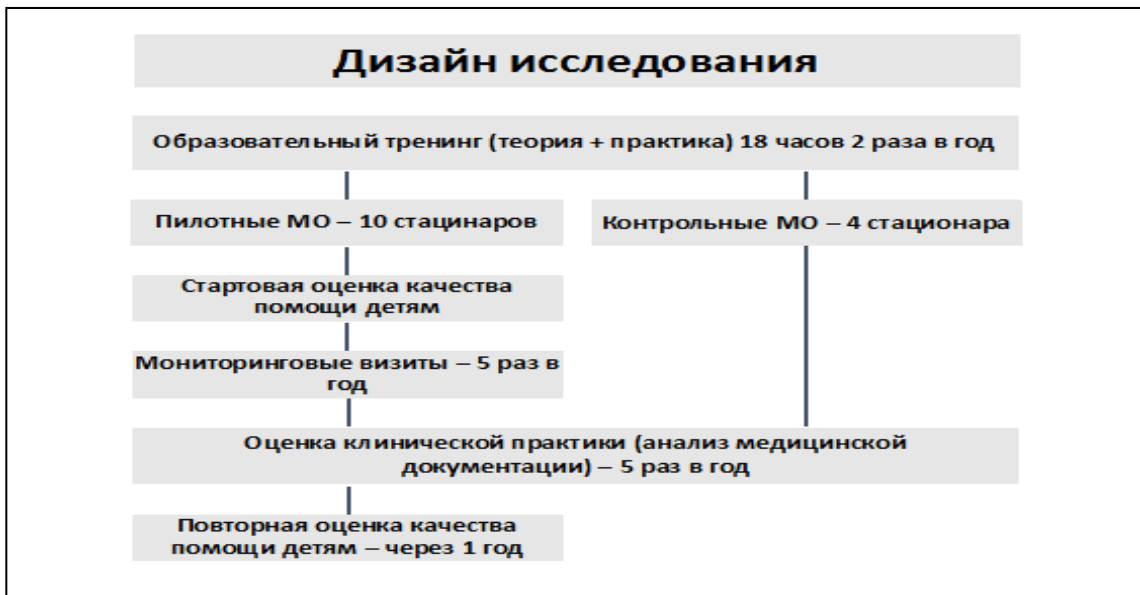 Дизайн исследования
Образовательный тренинг (теория + практика) 18 часов 2 раза в год
Пилотные МО – 10 стацинаров
Контрольные МО – 4 стационара
Стартовая оценка качества
помощи детям
Мониторинговые визиты – 5 раз в
год
Оценка клинической практики (анализ медицинской
документации) – 5 раз в год
Повторная оценка качества
помощи детям – через 1 год